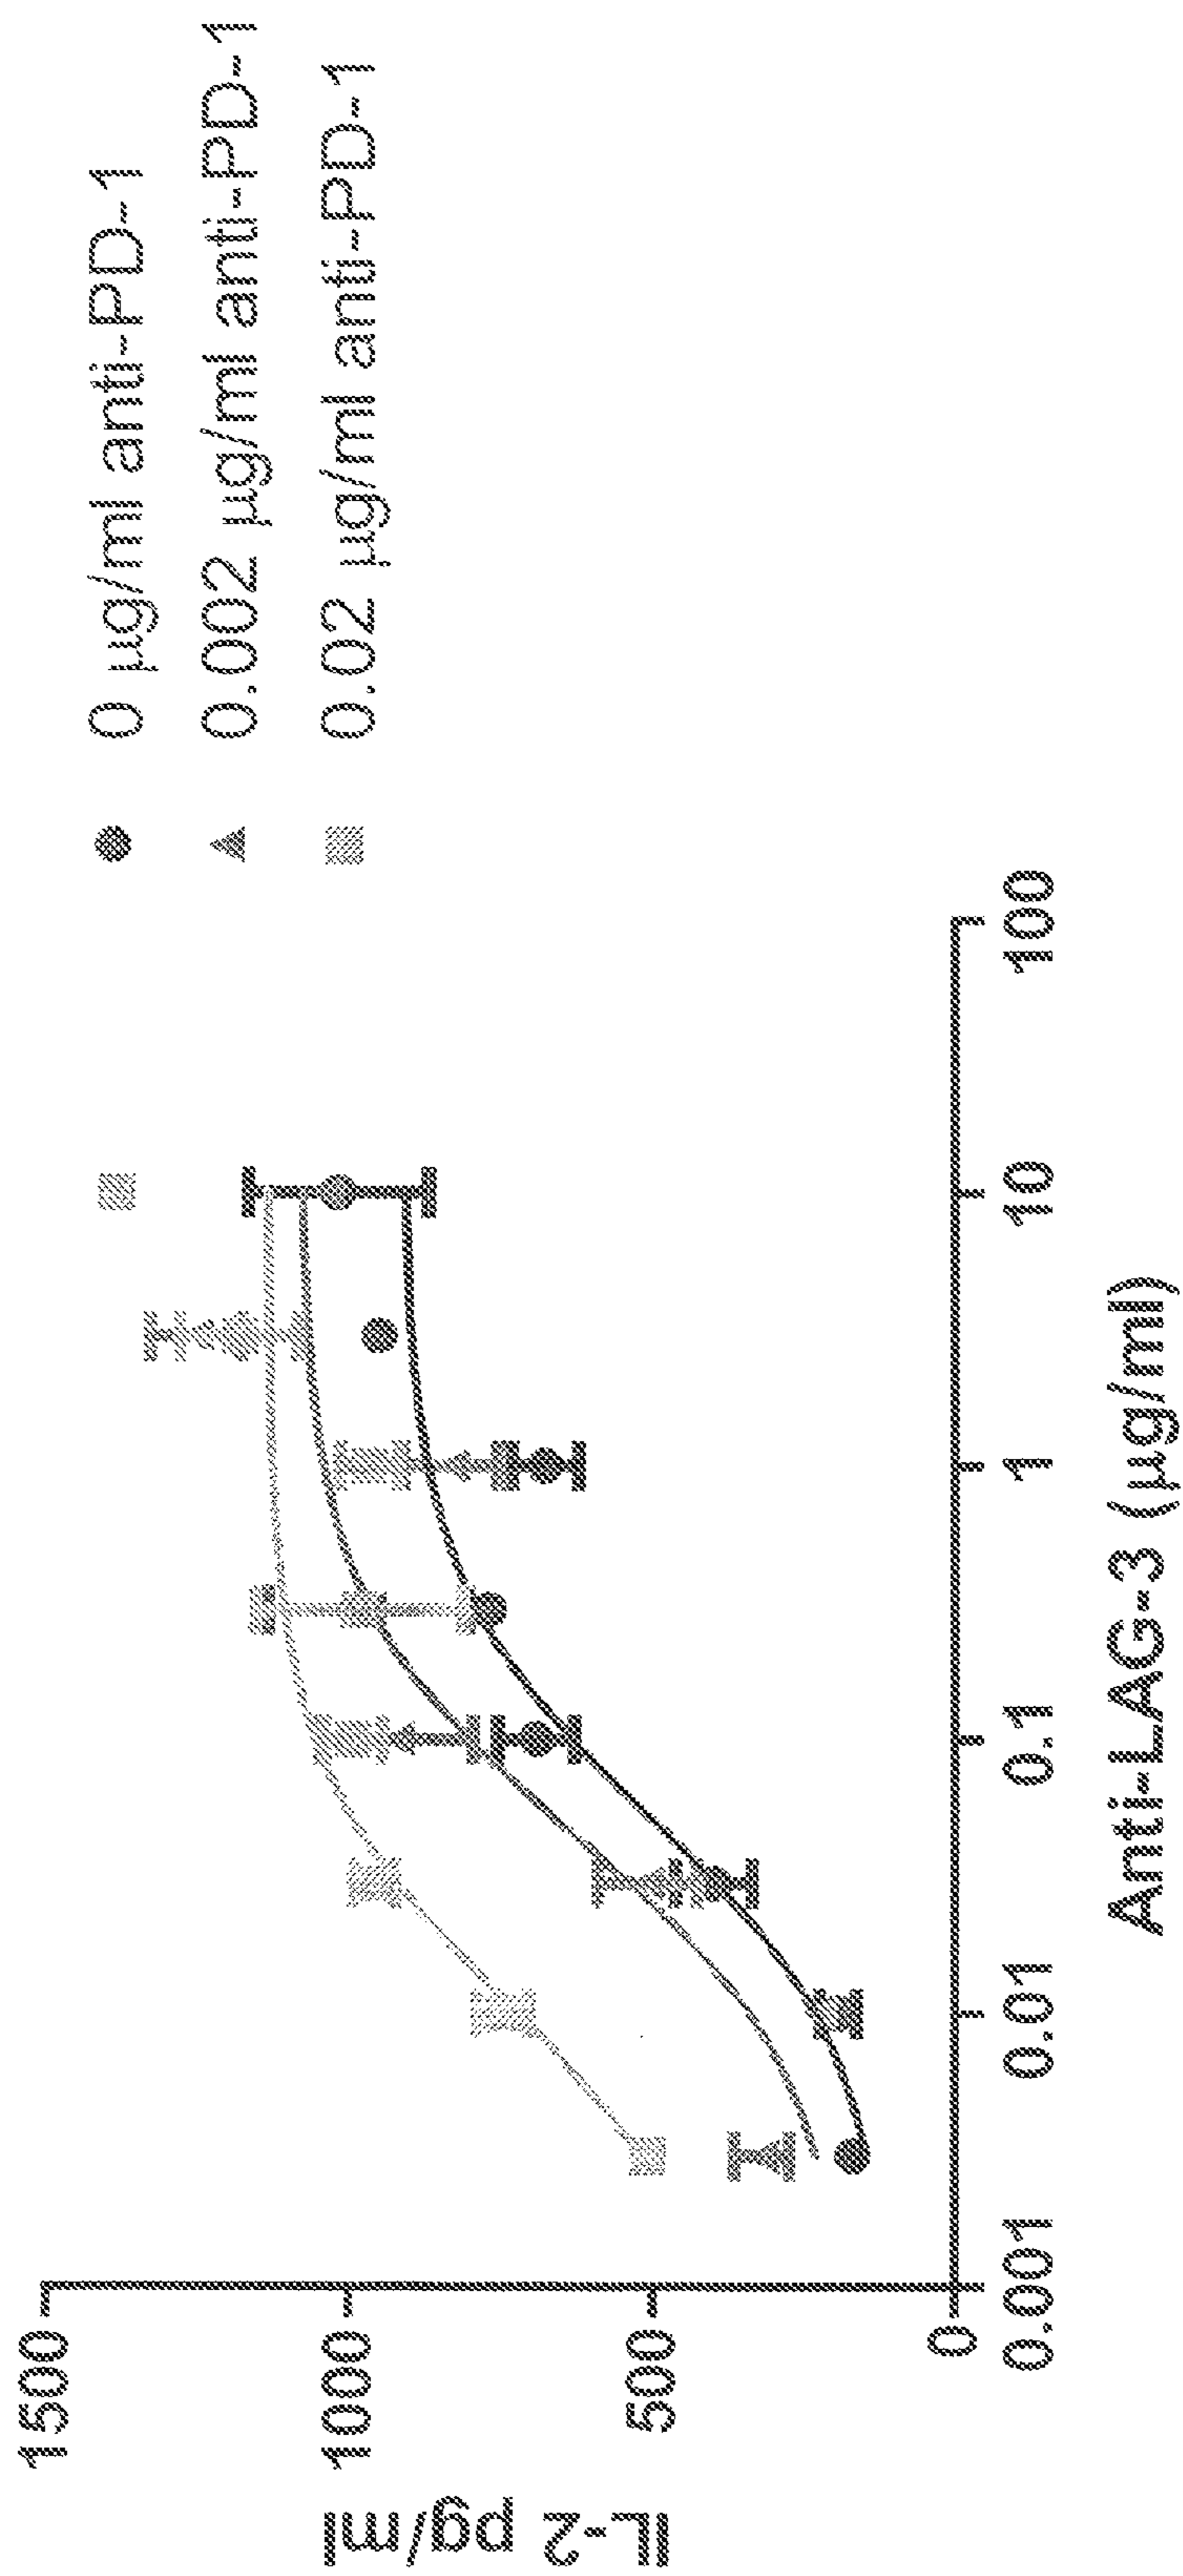 0 µg/ml anti-PD-1
0.002 µg/ml anti-PD-1
0.02 µg/ml anti-PD-1
IL-2 pg/ml
1500
1000
500
0
0.001
0.01
0.1
1
10
100
Anti-LAG-3 (µg/ml)